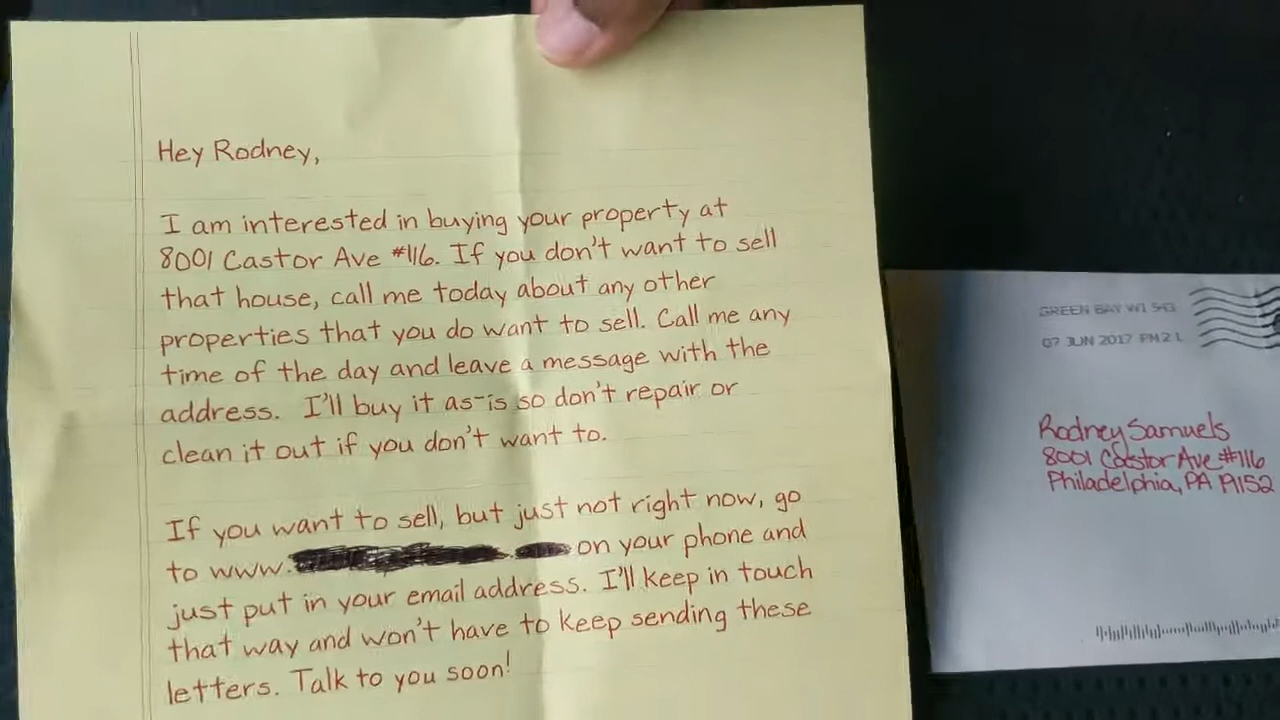 Hey Rodney,
I am interested in buying your property at
8001 Castor Ave #116. If you don't want to sell
that house, call me today about any other
properties that you do want to sell. Call me any
time of the day and leave a message with the
address. I'll buy it as-is so don't repair or
clean it out if you don't want to.
If you want to sell, but just not right now, go
to www. on your phone and
just put in your email address. I'll keep in touch
that way and won't have to keep sending these
letters. Talk to you soon!
GREEN BAY WI 543
07 JUN 2017 PM 2 L
Rodney Samuels
8001 Castor Ave #116
Philadelphia, PA 19152